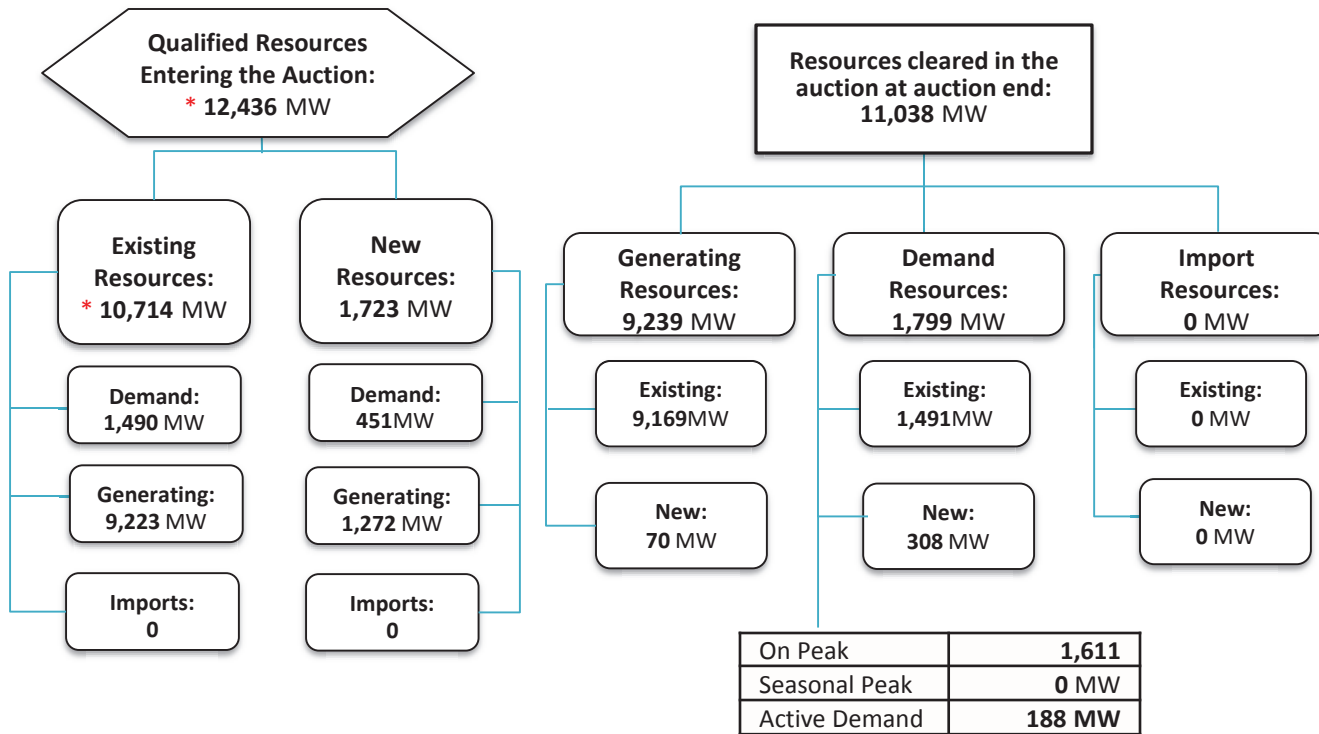 Qualified Resources
Entering the Auction:
* 12,436 MW
Existing
Resources:
* 10,714 MW
Demand:
1,490 MW
Generating:
9,223 MW
Imports:
0
New
Resources:
1,723 MW
Demand:
451MW
Generating:
1,272 MW
Imports:
0
Resources cleared in the
auction at auction end:
11,038 MW
Generating
Resources:
9,239 MW
Existing:
9,169MW
New:
70 MW
Demand
Resources:
1,799 MW
Existing:
1,491MW
New:
308 MW
On Peak 1,611
Seasonal Peak 0 MW
Active Demand 188 MW
Import
Resources:
0 MW
Existing:
0 MW
New:
0 MW